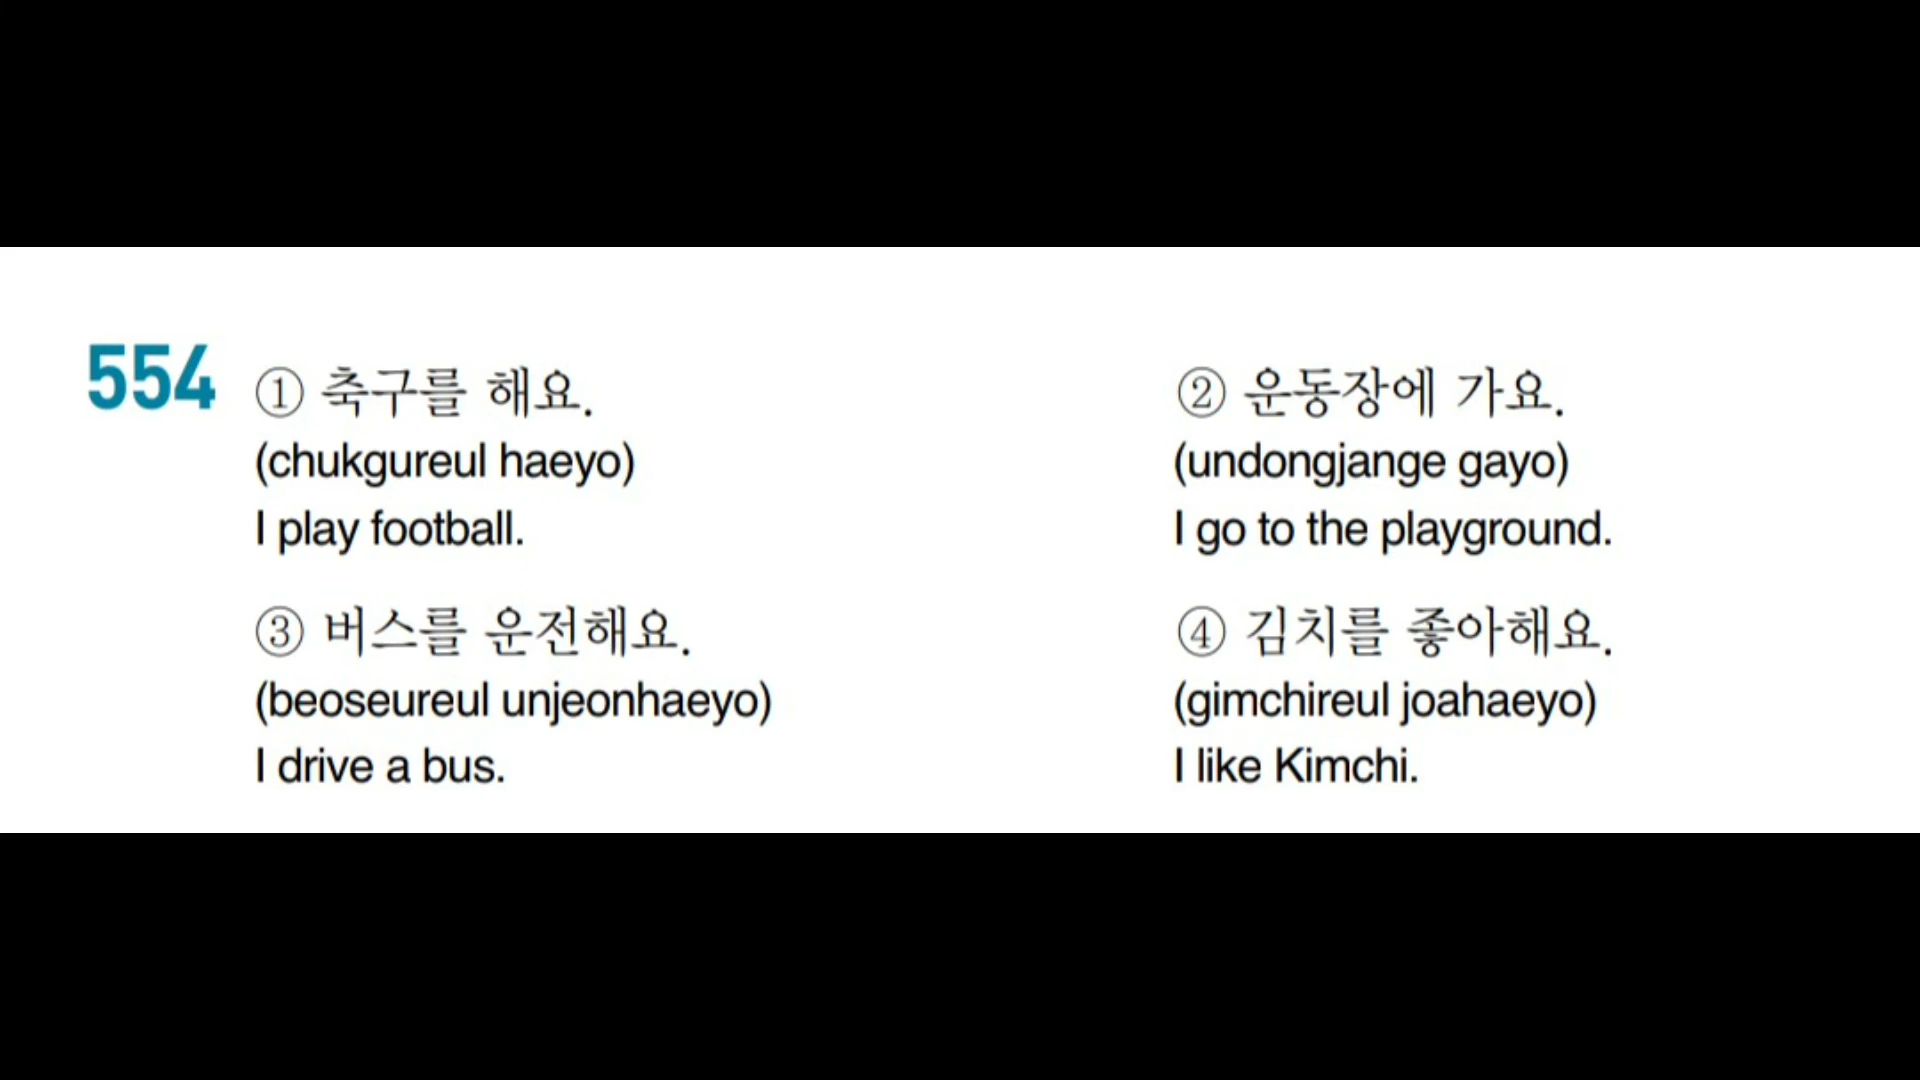 554
① 축구를 해요.
(chukgureul haeyo)
I play football.
② 운동장에 가요.
(undongjange gayo)
I go to the playground.
③ 버스를 운전해요.
(beoseureul unjeonhaeyo)
I drive a bus.
④ 김치를 좋아해요.
(gimchireul joahaeyo)
I like Kimchi.